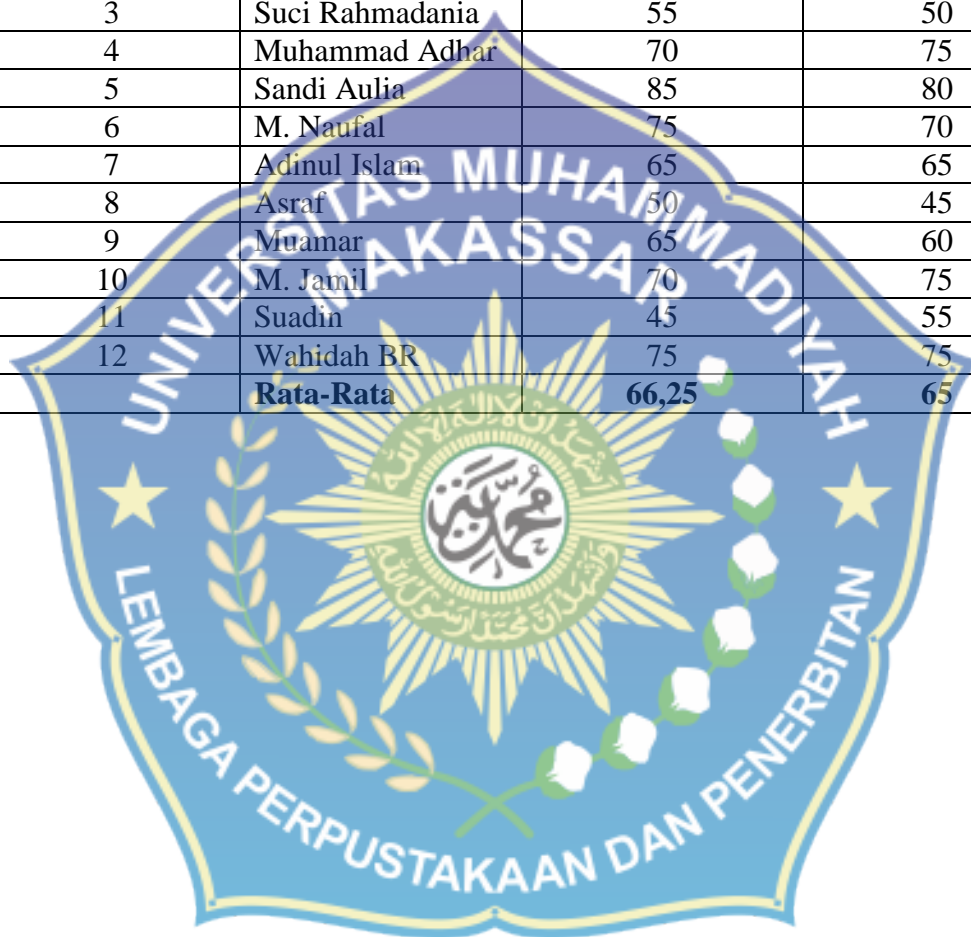 3 Suci Rahmadania 55 50
4 Muhammad Adhar 70 75
5 Sandi Aulia 85 80
6 M. Naufal 75 70
7 Adinul Islam 65 65
8 Asraf 50 45
9 Muamar 65 60
10 M. Jamil 70 75
11 Suadin 45 55
12 Wahidah BR 75 75
Rata-Rata 66,25 65
UNIVERSITAS MUHAMMADIYAH
MAKASSAR
LEMBAGA PERPUSTAKAAN DAN PENERBITAN